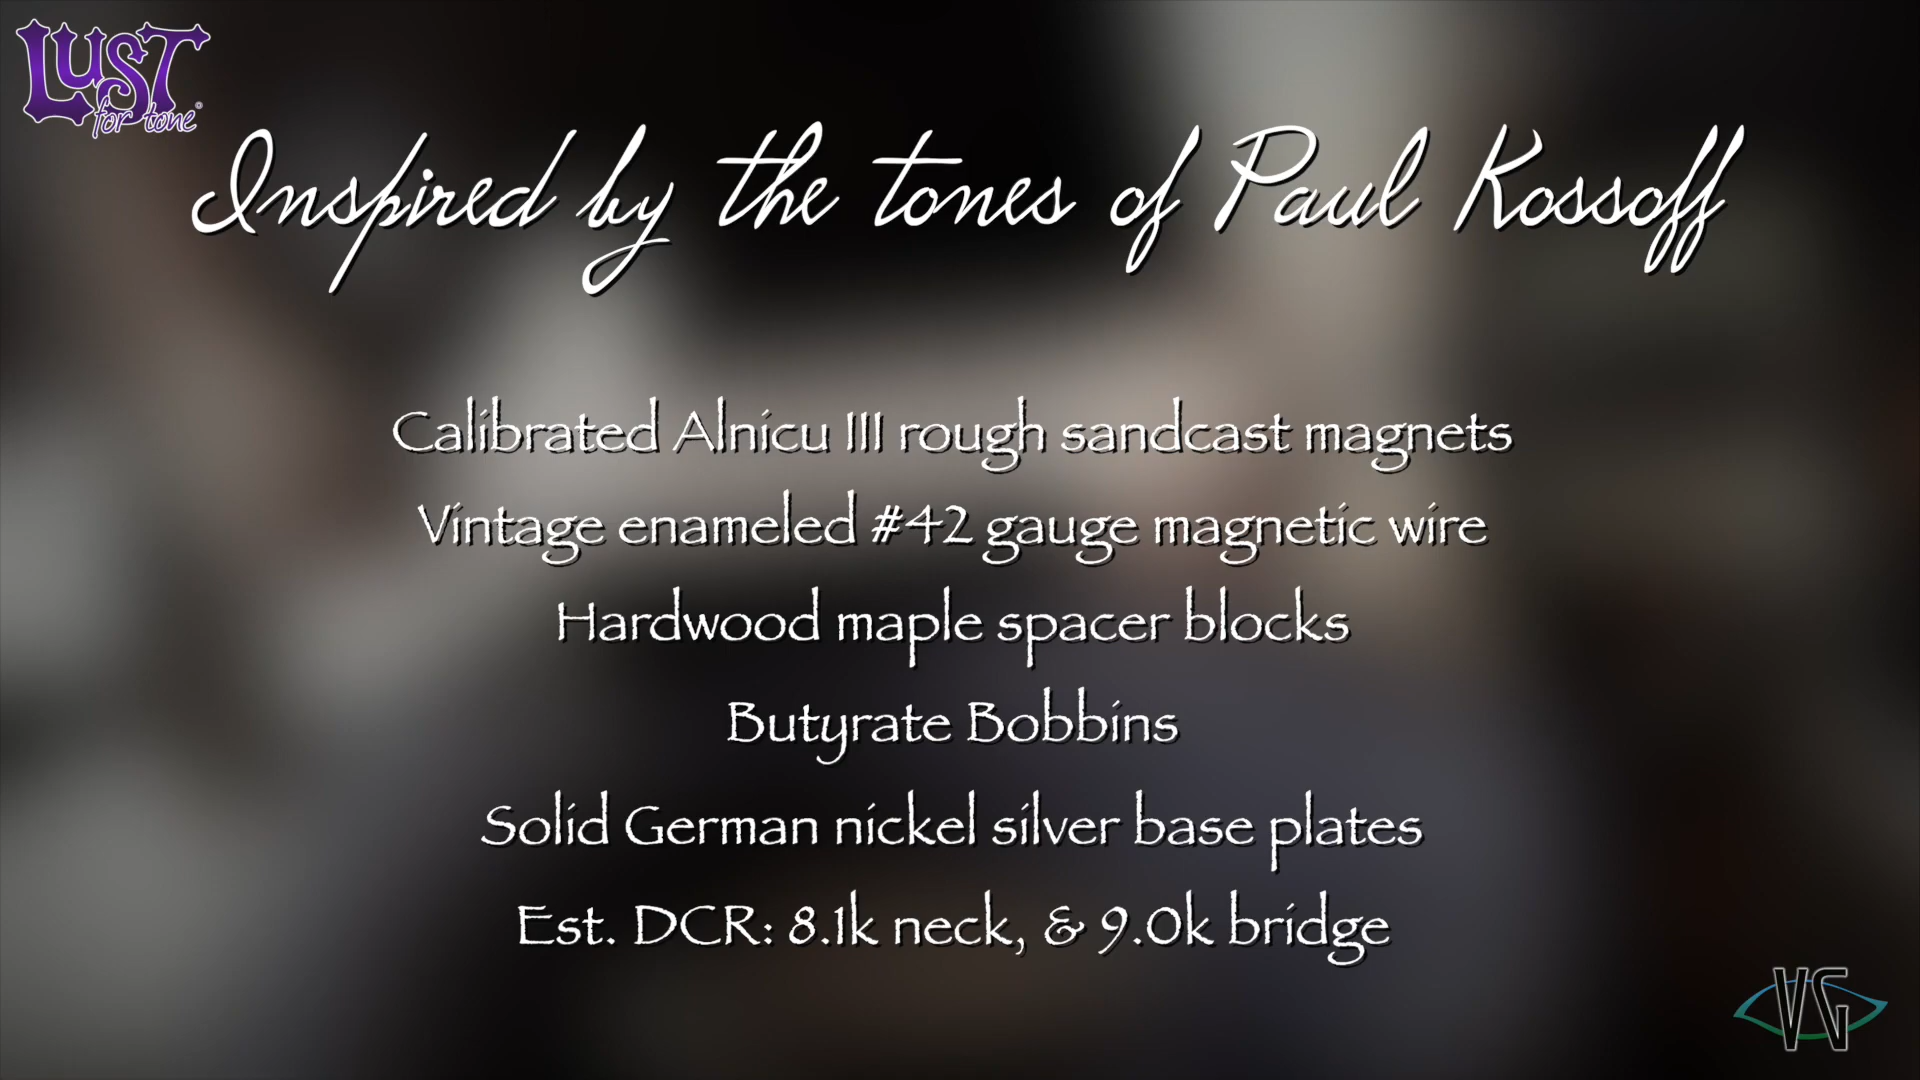 LUST
for tone
Inspired by the tones of Paul Kossoff
Calibrated Alnicu III rough sandcast magnets
Vintage enameled #42 gauge magnetic wire
Hardwood maple spacer blocks
Butyrate Bobbins
Solid German nickel silver base plates
Est. DCR: 8.1k neck, & 9.0k bridge
VG